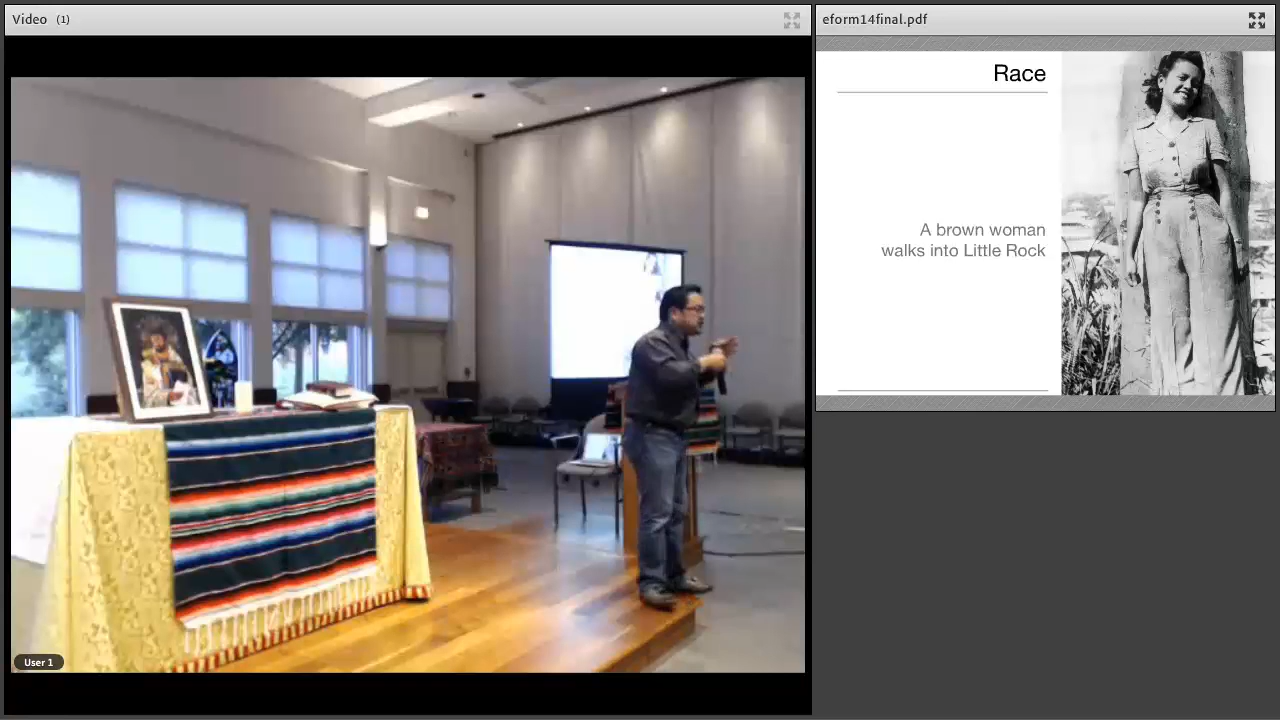 Video (1)
eform14final.pdf
Race
A brown woman
walks into Little Rock
User 1